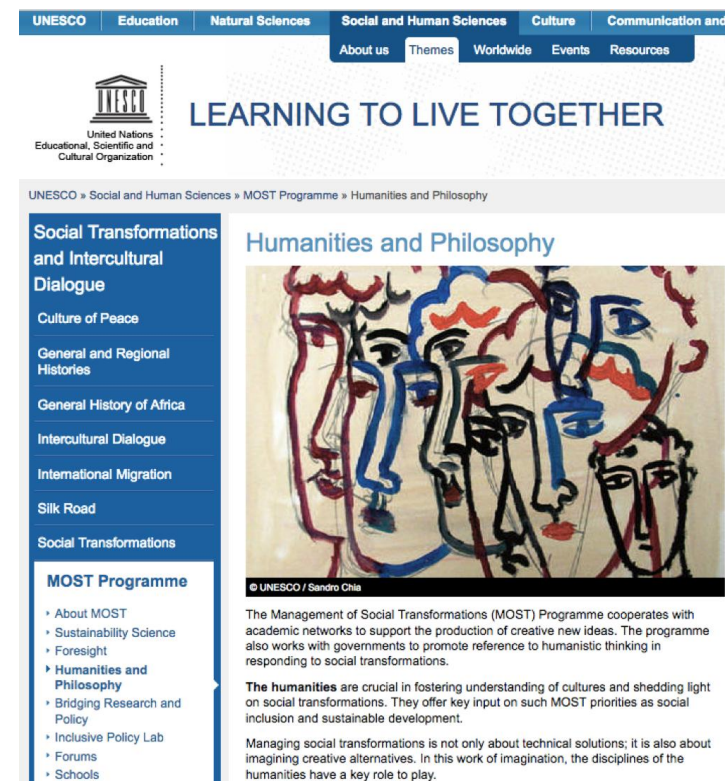 UNESCO Education Natural Sciences Social and Human Sciences Culture Communication and
About us Themes Worldwide Events Resources
UNESCO
United Nations
Educational, Scientific and
Cultural Organization
LEARNING TO LIVE TOGETHER
UNESCO » Social and Human Sciences » MOST Programme » Humanities and Philosophy
Social Transformations
and Intercultural
Dialogue
Culture of Peace
General and Regional
Histories
General History of Africa
Intercultural Dialogue
International Migration
Silk Road
Social Transformations
MOST Programme
About MOST
Sustainability Science
Foresight
Humanities and
Philosophy
Bridging Research and
Policy
Inclusive Policy Lab
Forums
Schools
Humanities and Philosophy
© UNESCO / Sandro Chia
The Management of Social Transformations (MOST) Programme cooperates with
academic networks to support the production of creative new ideas. The programme
also works with governments to promote reference to humanistic thinking in
responding to social transformations.
The humanities are crucial in fostering understanding of cultures and shedding light
on social transformations. They offer key input on such MOST priorities as social
inclusion and sustainable development.
Managing social transformations is not only about technical solutions; it is also about
imagining creative alternatives. In this work of imagination, the disciplines of the
humanities have a key role to play.